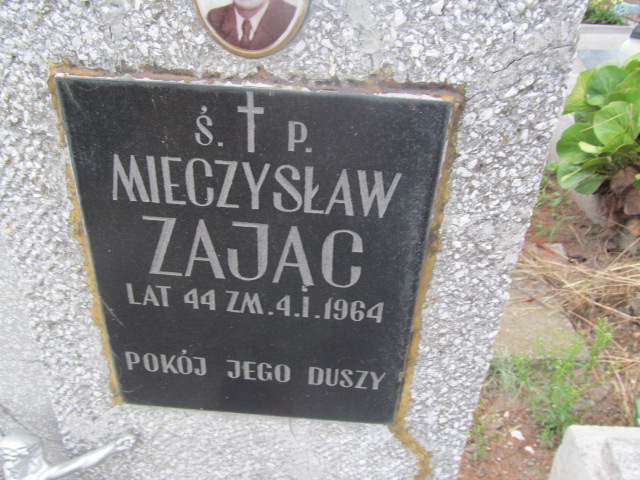 Ś. P.
MIECZYSŁAW
ZAJĄC
LAT 44 ZM. 4.I.1964
POKÓJ JEGO DUSZY